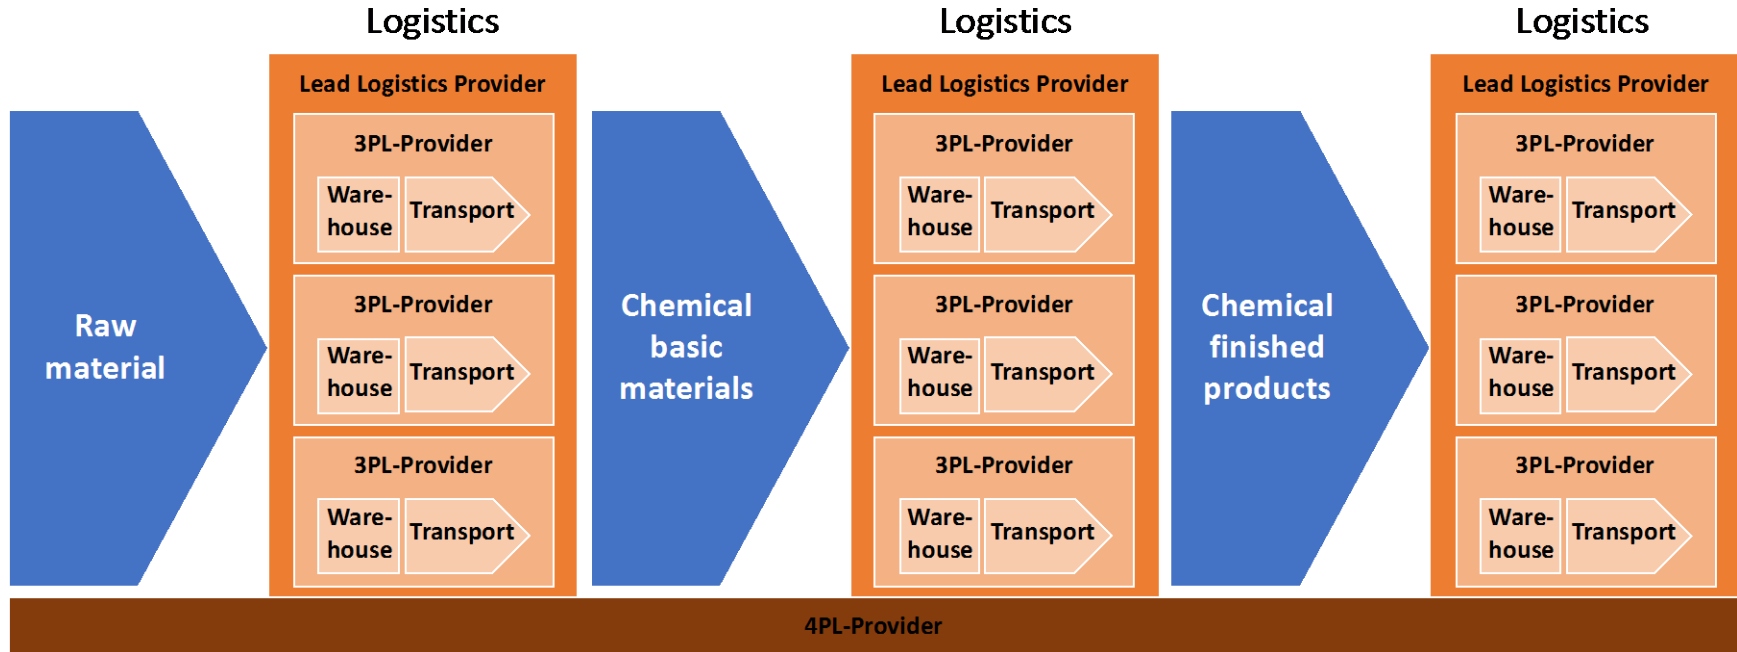 Logistics
Logistics
Logistics
Raw
material
Lead Logistics Provider
3PL-Provider
Ware-
house
Transport
3PL-Provider
Ware-
house
Transport
3PL-Provider
Ware-
house
Transport
Chemical
basic
materials
Lead Logistics Provider
3PL-Provider
Ware-
house
Transport
3PL-Provider
Ware-
house
Transport
3PL-Provider
Ware-
house
Transport
Chemical
finished
products
Lead Logistics Provider
3PL-Provider
Ware-
house
Transport
3PL-Provider
Ware-
house
Transport
3PL-Provider
Ware-
house
Transport
4PL-Provider